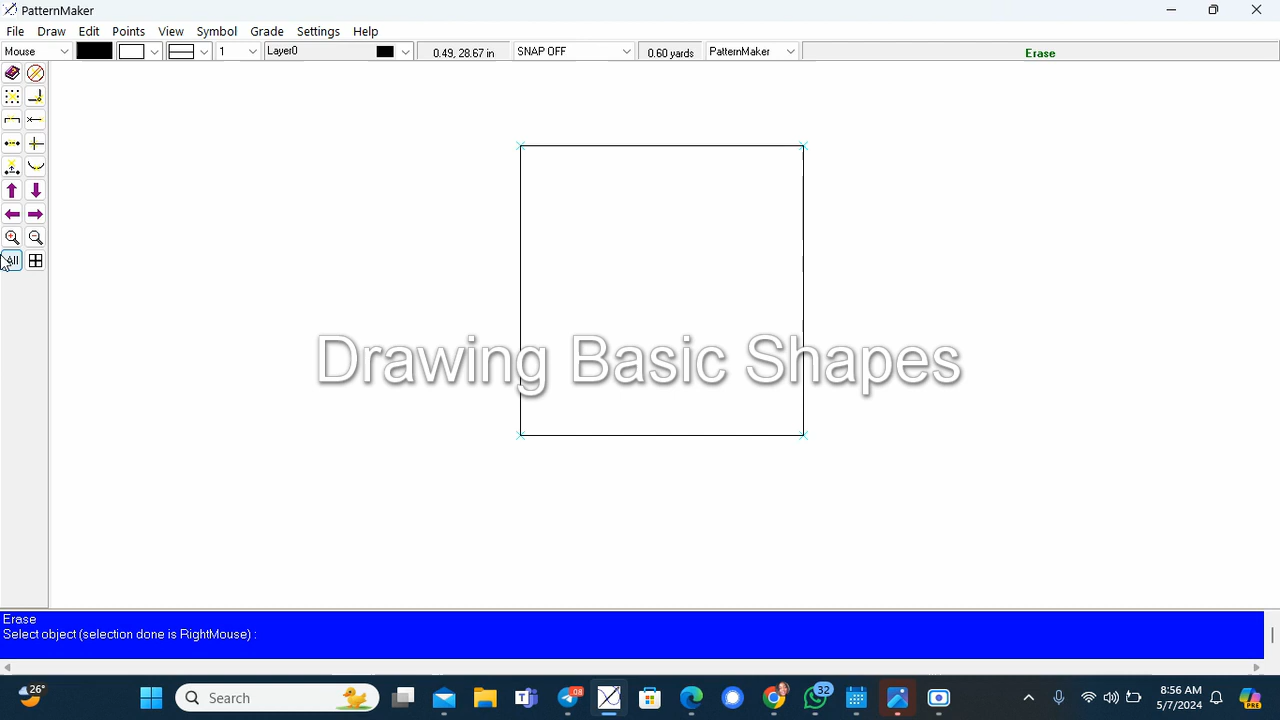 PatternMaker
File Draw Edit Points View Symbol Grade Settings Help
Mouse 1 Layer0 0.49, 28.67 in SNAP OFF 0.60 yards PatternMaker Erase
All
Drawing Basic Shapes
Erase
Select object (selection done is RightMouse) :
26° Search 08 32 8:56 AM PRE
5/7/2024